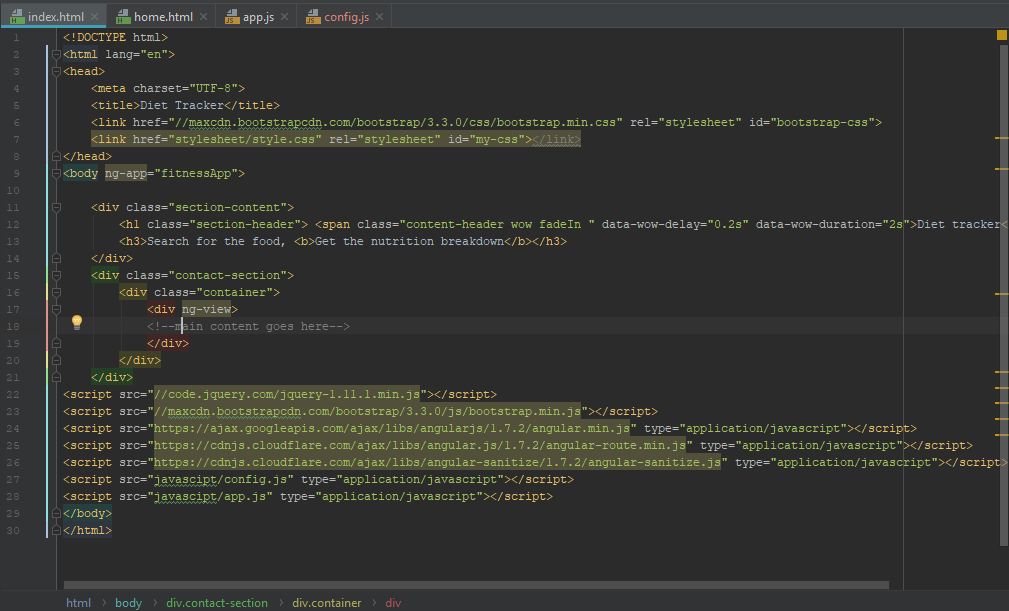 index.html home.html app.js config.js
1 <!DOCTYPE html>
2 <html lang="en">
3 <head>
4 <meta charset="UTF-8">
5 <title>Diet Tracker</title>
6 <link href="//maxcdn.bootstrapcdn.com/bootstrap/3.3.0/css/bootstrap.min.css" rel="stylesheet" id="bootstrap-css">
7 <link href="stylesheet/style.css" rel="stylesheet" id="my-css"></link>
8 </head>
9 <body ng-app="fitnessApp">
10
11 <div class="section-content">
12 <hl class="section-header"> <span class="content-header wow fadeIn " data-wow-delay="0.2s" data-wow-duration="2s">Diet tracker<
13 <h3>Search for the food, <b>Get the nutrition breakdown</b></h3>
14 </div>
15 <div class="contact-section">
16 <div class="container">
17 <div ng-view>
18 <!--main content goes here-->
19 </div>
20 </div>
21 </div>
22 <script src="//code.jquery.com/jquery-1.11.1.min.js"></script>
23 <script src="//maxcdn.bootstrapcdn.com/bootstrap/3.3.0/js/bootstrap.min.js"></script>
24 <script src="https://ajax.googleapis.com/ajax/libs/angularjs/1.7.2/angular.min.js" type="application/javascript"></script>
25 <script src="https://cdnjs.cloudflare.com/ajax/libs/angular.js/1.7.2/angular-route.min.js" type="application/javascript"></script>
26 <script src="https://cdnjs.cloudflare.com/ajax/libs/angular-sanitize/1.7.2/angular-sanitize.js" type="application/javascript"></script>
27 <script src="javascipt/config.js" type="application/javascript"></script>
28 <script src="javascipt/app.js" type="application/javascript"></script>
29 </body>
30 </html>
html body div.contact-section div.container div